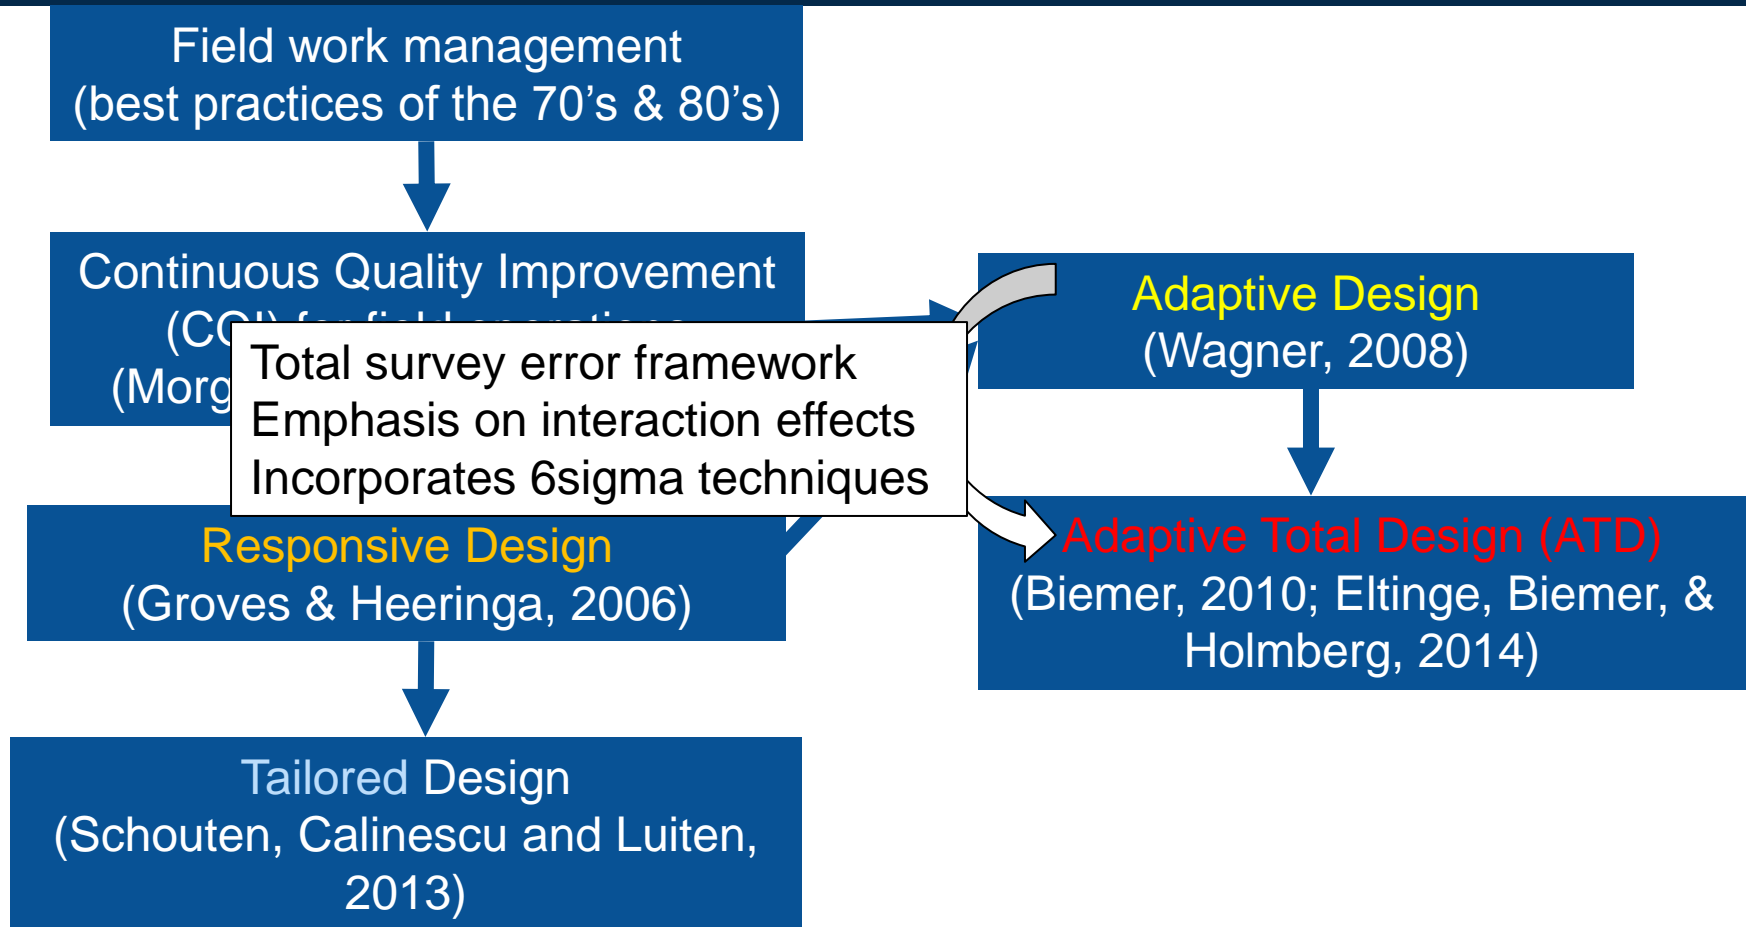 Field work management
(best practices of the 70’s & 80’s)
Continuous Quality Improvement
(CQI) for field operations
(Morg
Total survey error framework
Emphasis on interaction effects
Incorporates 6sigma techniques
Responsive Design
(Groves & Heeringa, 2006)
Tailored Design
(Schouten, Calinescu and Luiten,
2013)
Adaptive Design
(Wagner, 2008)
Adaptive Total Design (ATD)
(Biemer, 2010; Eltinge, Biemer, &
Holmberg, 2014)